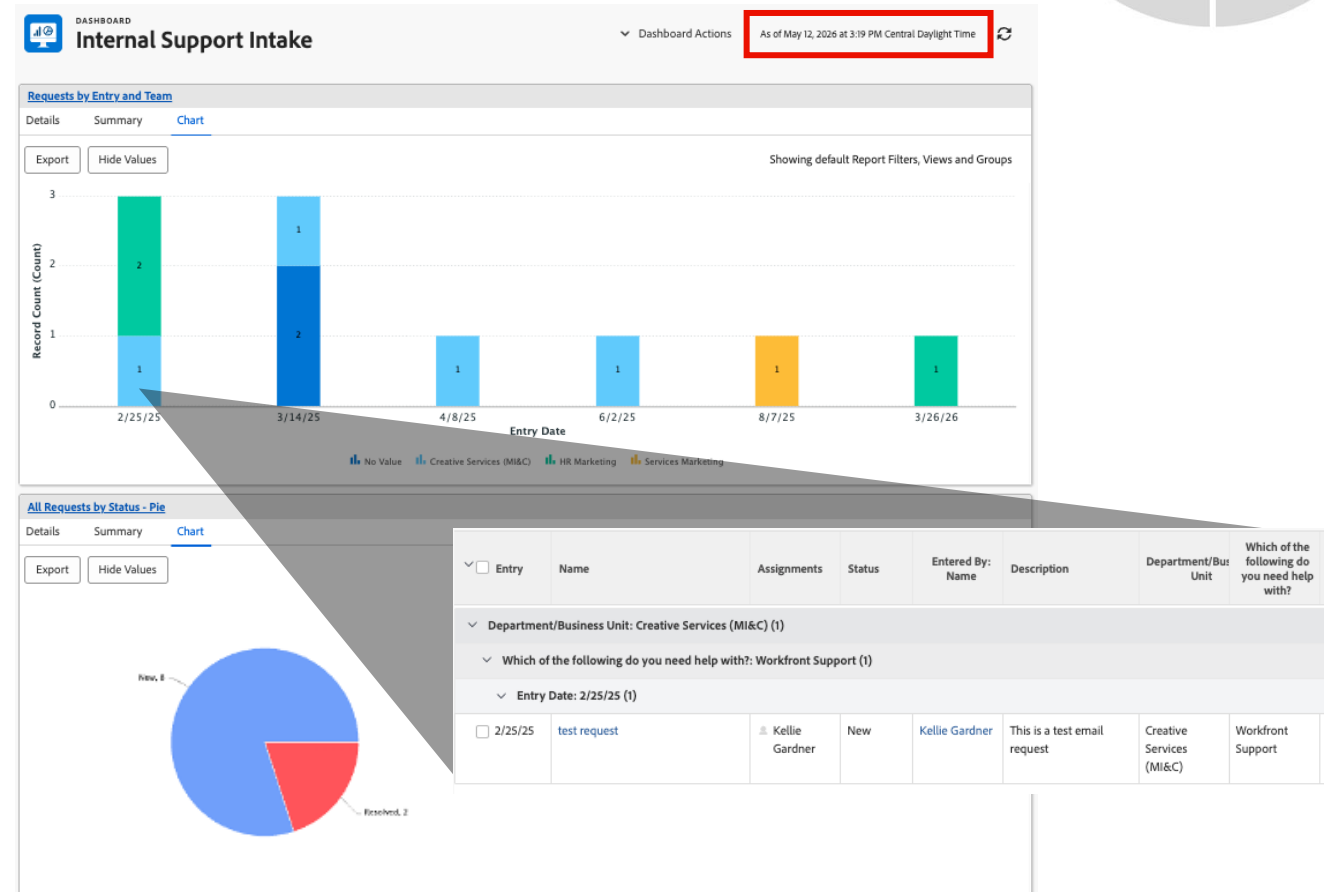 DASHBOARD
Internal Support Intake
Dashboard Actions
As of May 12, 2026 at 3:19 PM Central Daylight Time
Requests by Entry and Team
Details Summary Chart
Export Hide Values
Showing default Report Filters, Views and Groups
Record Count (Count)
3
2
1
0
2
1
1
2
1
1
1
1
2/25/25 3/14/25 4/8/25 6/2/25 8/7/25 3/26/26
Entry Date
No Value Creative Services (MI&C) HR Marketing Services Marketing
All Requests by Status - Pie
Details Summary Chart
Export Hide Values
New, 8
Resolved, 2
Entry Name Assignments Status Entered By: Name Description Department/Bus Unit Which of the following do you need help with?
Department/Business Unit: Creative Services (MI&C) (1)
Which of the following do you need help with?: Workfront Support (1)
Entry Date: 2/25/25 (1)
2/25/25 test request Kellie Gardner New Kellie Gardner This is a test email request Creative Services (MI&C) Workfront Support